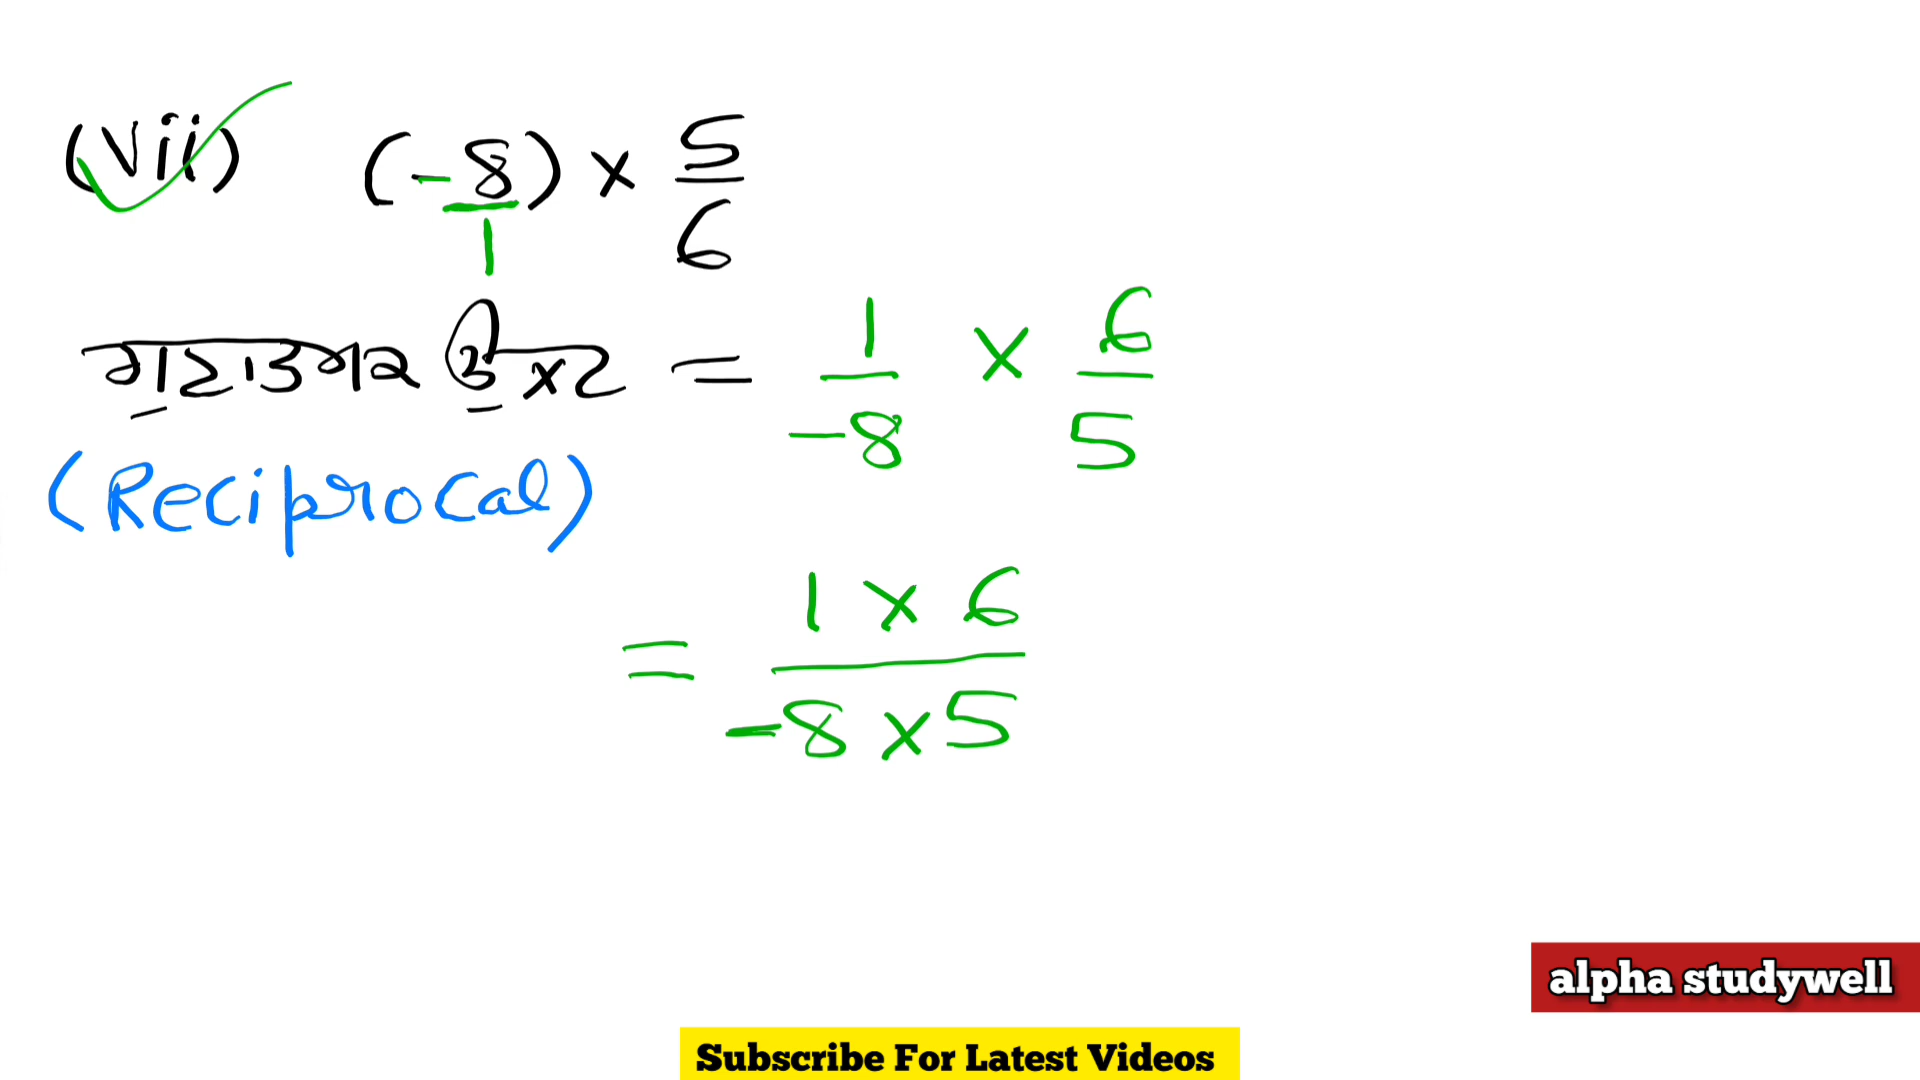 (vii) (-8/1) × 5/6
= 1/-8 × 6/5
(Reciprocal)
= 1 × 6 / -8 × 5
alpha studywell
Subscribe For Latest Videos